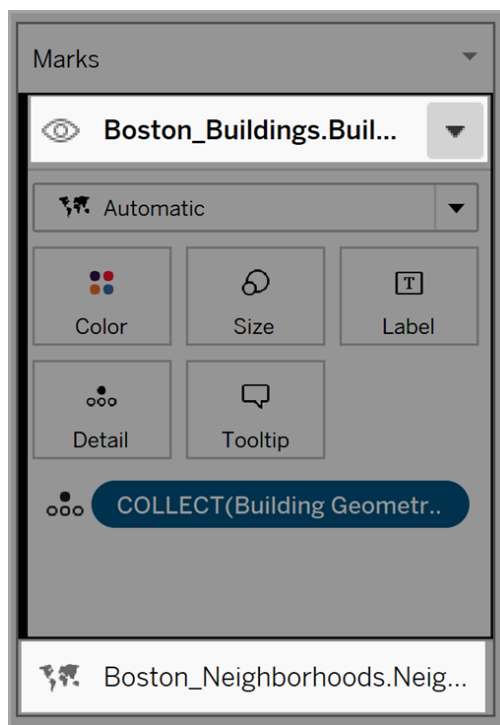 Marks
Boston_Buildings.Buil...
Automatic
Color Size Label
Detail Tooltip
COLLECT(Building Geometr..
Boston_Neighborhoods.Neig...